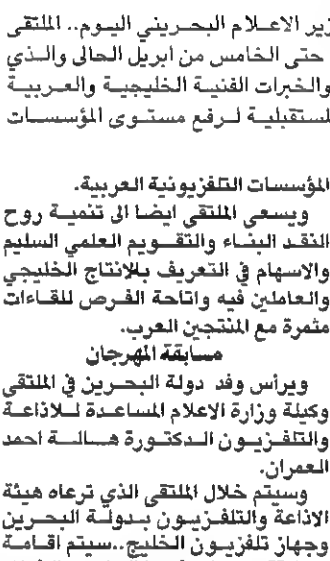 زير الاعلام البحريني اليوم.. الملتقى
حتى الخامس من ابريل الحالى والذي
والخبرات الفنية الخليجية والعربية
لمستقبلية لرفع مستوى المؤسسات
المؤسسات التلفزيونية العربية.
ويسعى الملتقى ايضا الى تنمية روح
النقد البناء والتقويم العلمي السليم
والاسهام في التعريف بالانتاج الخليجي
والعاملين فيه واتاحة الفرص للقاءات
مثمرة مع المنتجين العرب.
مسابقة المهرجان
ويرأس وفد دولة البحرين في الملتقى
وكيلة وزارة الاعلام المساعدة للاذاعة
والتلفزيون الدكتورة هالة احمد
العمران.
وسيتم خلال الملتقى الذي ترعاه هيئة
الاذاعة والتلفزيون بدولة البحرين
وجهاز تلفزيون الخليج..سيتم اقامة